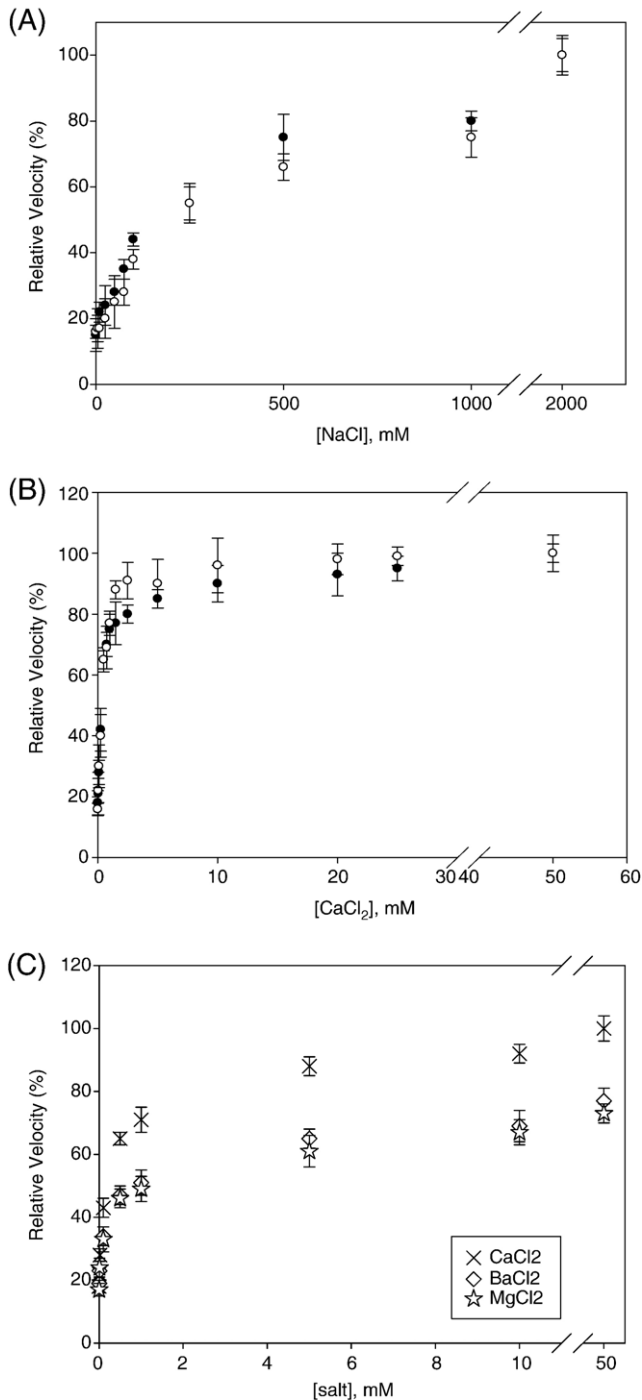 (A)
100
80
60
40
20
0
Relative Velocity (%)
0 500 1000 2000
[NaCl], mM
(B)
120
100
80
60
40
20
0
Relative Velocity (%)
0 10 20 30 40 50 60
[CaCl₂], mM
(C)
120
100
80
60
40
20
0
Relative Velocity (%)
CaCl2
BaCl2
MgCl2
0 2 4 6 8 10 50
[salt], mM